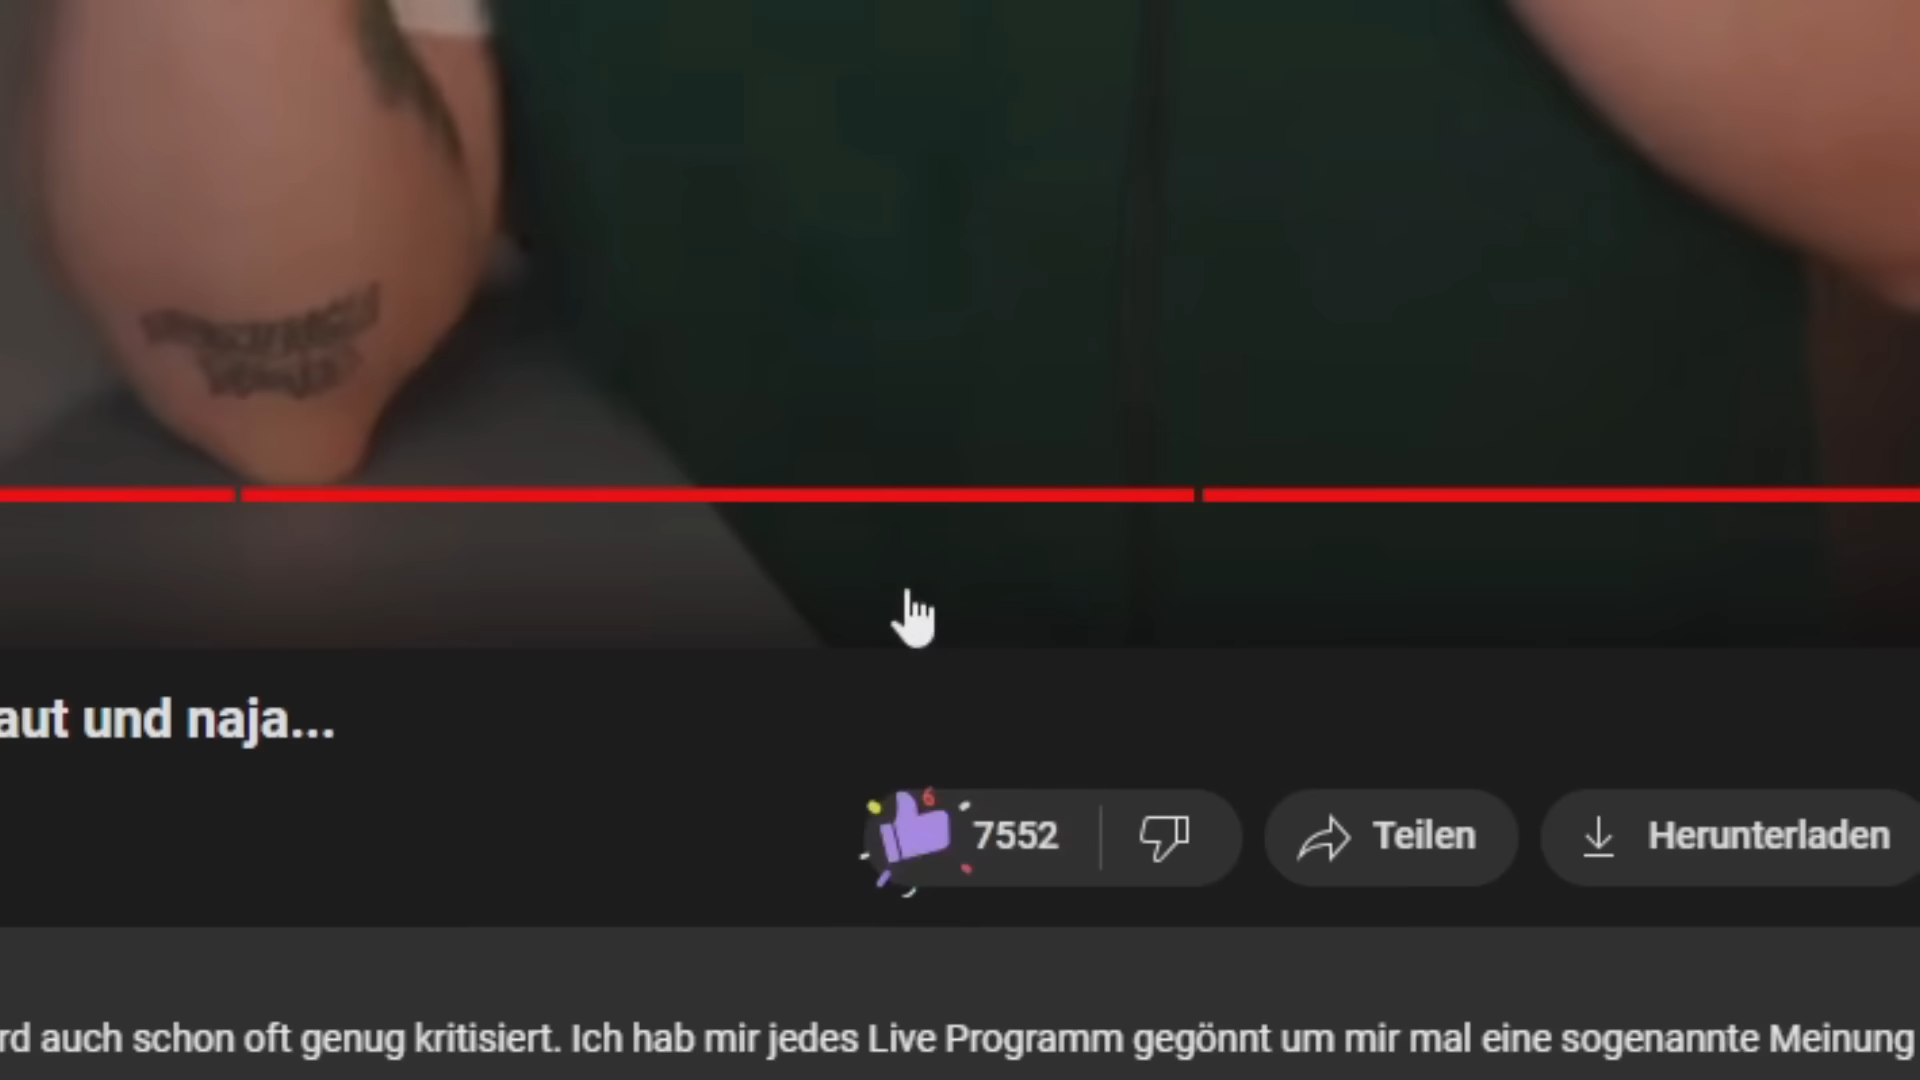 aut und naja...
6
7552
Teilen
Herunterladen
rd auch schon oft genug kritisiert. Ich hab mir jedes Live Programm gegönnt um mir mal eine sogenannte Meinung